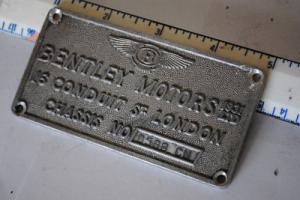 B
BENTLEY MOTORS
16 CONDUIT ST LONDON
CHASSIS NO